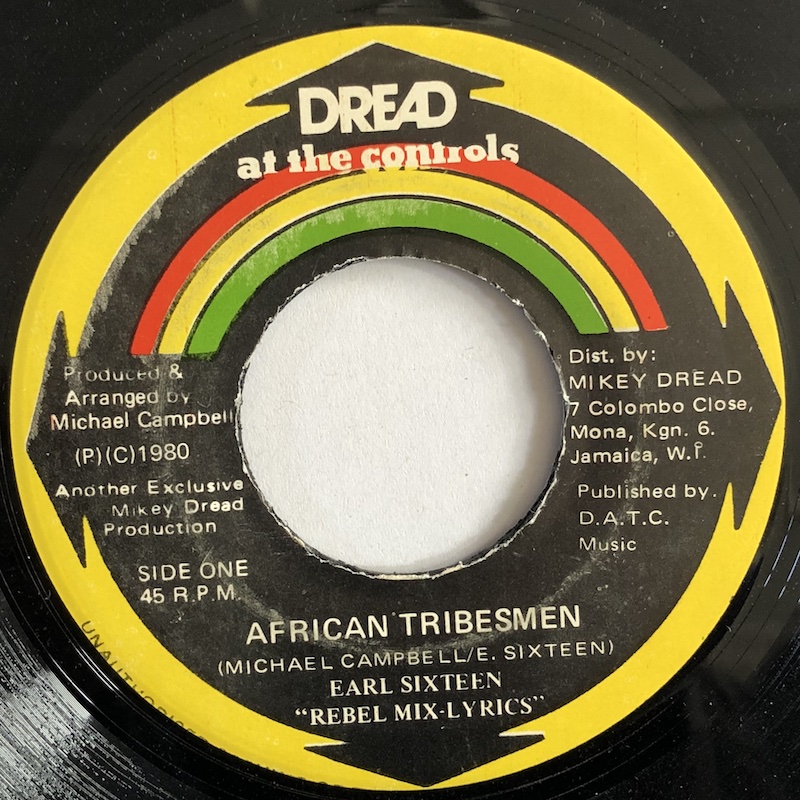 DREAD
at the controls
Produced &
Arranged by
Michael Campbell
(P)(C)1980
Another Exclusive
Mikey Dread
Production
SIDE ONE
45 R.P.M.
Dist. by:
MIKEY DREAD
7 Colombo Close,
Mona, Kgn. 6.
Jamaica, W.I.
Published by.
D.A.T.C.
Music
AFRICAN TRIBESMEN
(MICHAEL CAMPBELL/E. SIXTEEN)
EARL SIXTEEN
“REBEL MIX-LYRICS”
UNAUTHORISED